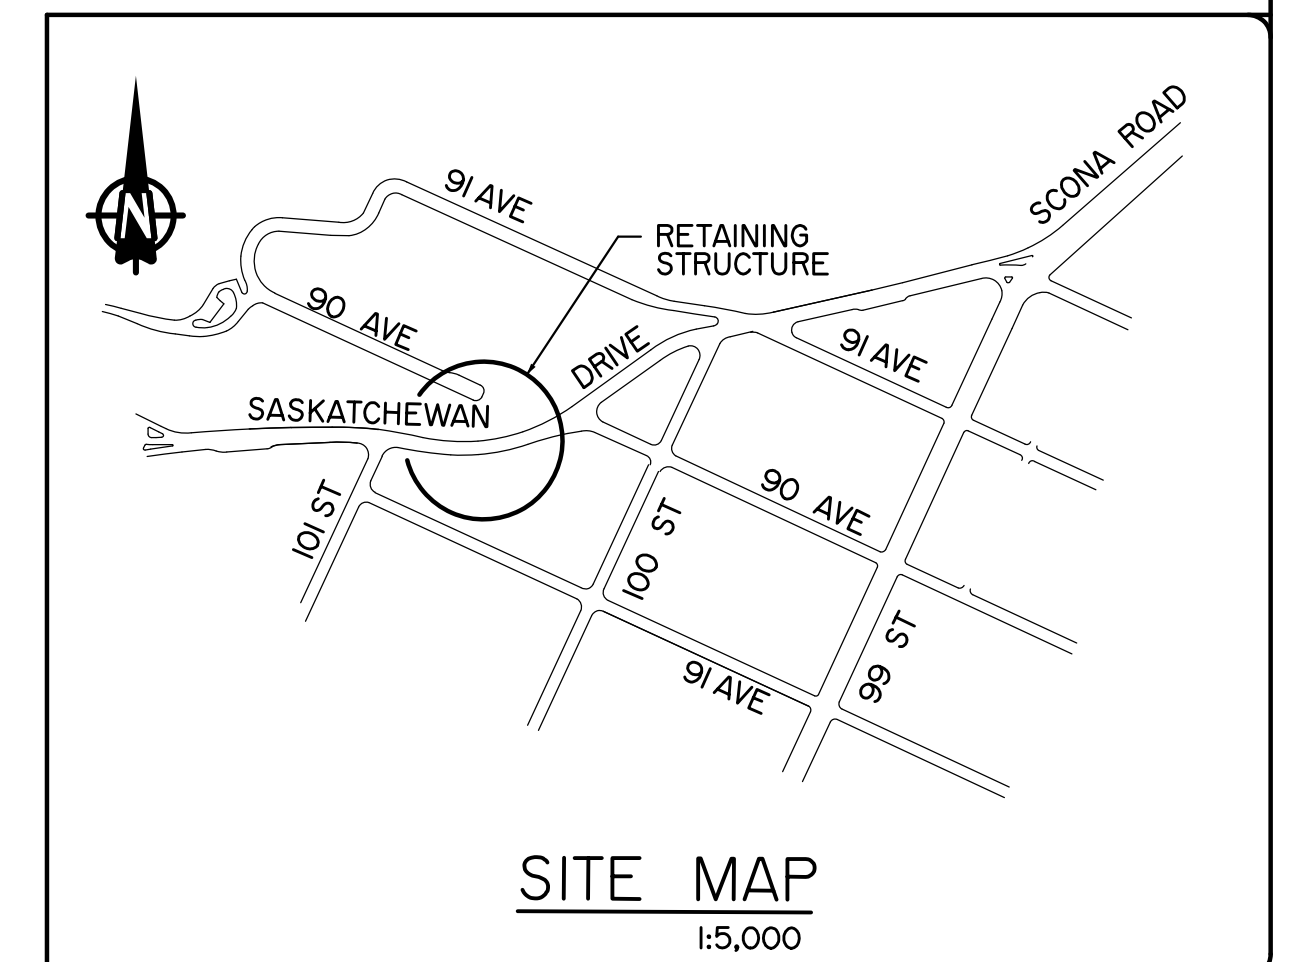 SCONA ROAD
N
91 AVE
RETAINING
STRUCTURE
90 AVE
DRIVE
91 AVE
SASKATCHEWAN
90 AVE
101 ST
100 ST
99 ST
91 AVE
SITE MAP
1:5,000